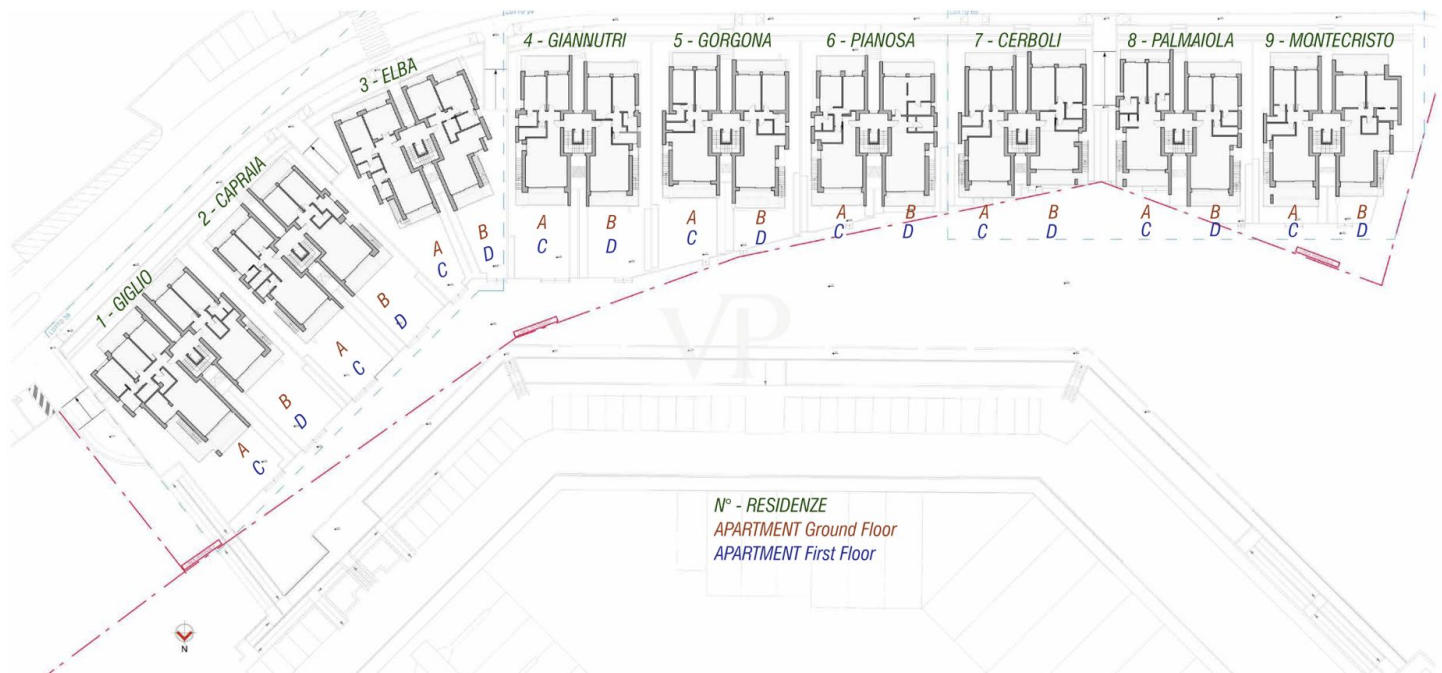 4 - GIANNUTRI
5 - GORGONA
6 - PIANOSA
7 - CERBOLI
8 - PALMAIOLA
9 - MONTECRISTO
3 - ELBA
2 - CAPRAIA
1 - GIGLIO
A
C
B
D
A
C
B
D
A
C
B
D
A
C
B
D
A
C
B
D
A
C
B
D
A
C
B
D
A
C
B
D
A
C
B
D
VP
N° - RESIDENZE
APARTMENT Ground Floor
APARTMENT First Floor
N